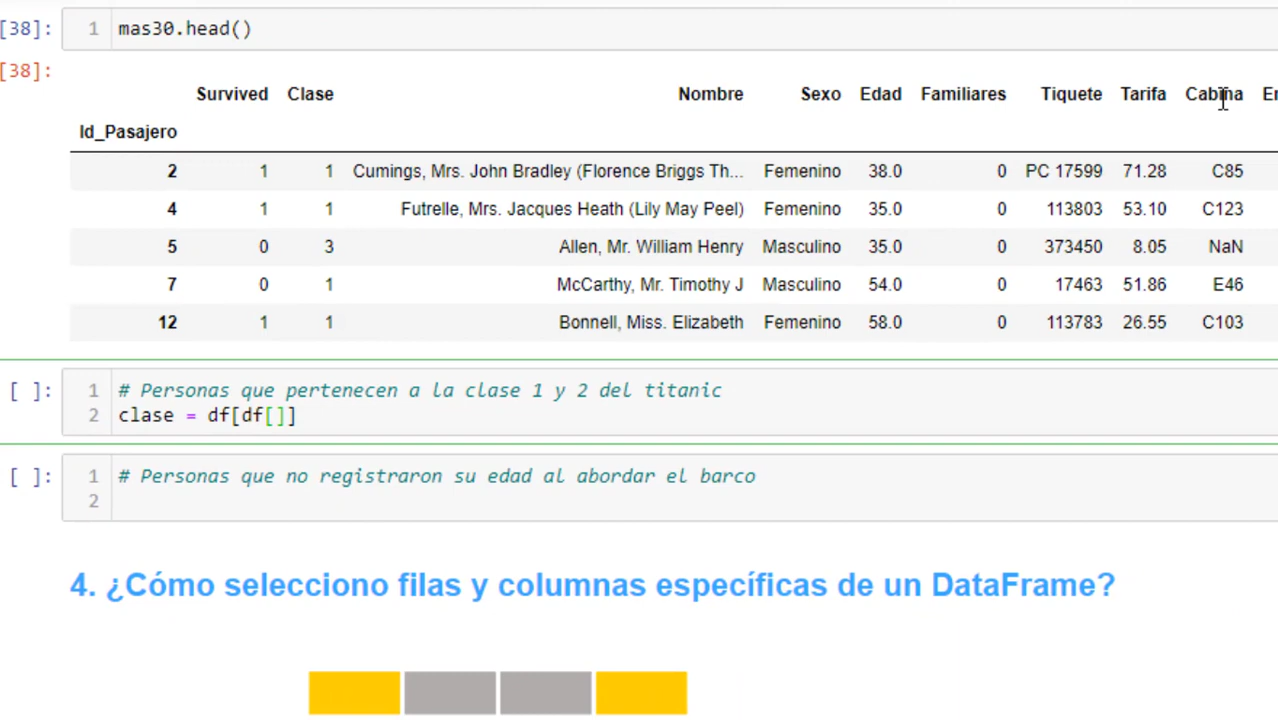 [38]: 1 mas30.head()
[38]:
Survived Clase Nombre Sexo Edad Familiares Tiquete Tarifa Cabina
Id_Pasajero
2 1 1 Cumings, Mrs. John Bradley (Florence Briggs Th... Femenino 38.0 0 PC 17599 71.28 C85
4 1 1 Futrelle, Mrs. Jacques Heath (Lily May Peel) Femenino 35.0 0 113803 53.10 C123
5 0 3 Allen, Mr. William Henry Masculino 35.0 0 373450 8.05 NaN
7 0 1 McCarthy, Mr. Timothy J Masculino 54.0 0 17463 51.86 E46
12 1 1 Bonnell, Miss. Elizabeth Femenino 58.0 0 113783 26.55 C103
[ ]: 1 # Personas que pertenecen a la clase 1 y 2 del titanic
2 clase = df[df[]]
[ ]: 1 # Personas que no registraron su edad al abordar el barco
2
4. ¿Cómo selecciono filas y columnas específicas de un DataFrame?